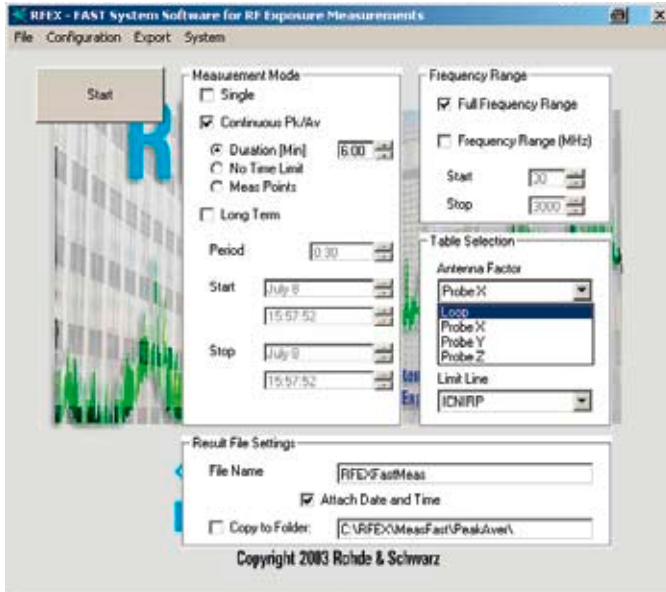 RFEX - FAST System Software for RF Exposure Measurements
File Configuration Export System
Start
Measurement Mode
Single
Continuous Pk/Av
Duration [Min] 6.00
No Time Limit
Meas Points
Long Term
Period 0:30
Start July 8
15:57:52
Stop July 8
15:57:52
Frequency Range
Full Frequency Range
Frequency Range (MHz)
Start 30
Stop 3000
Table Selection
Antenna Factor
Probe X
Loop
Probe X
Probe Y
Probe Z
Limit Line
ICNIRP
Result File Settings
File Name RFEXFastMeas
Attach Date and Time
Copy to Folder: C:\RFEX\MeasFast\PeakAver\
Copyright 2003 Rohde & Schwarz